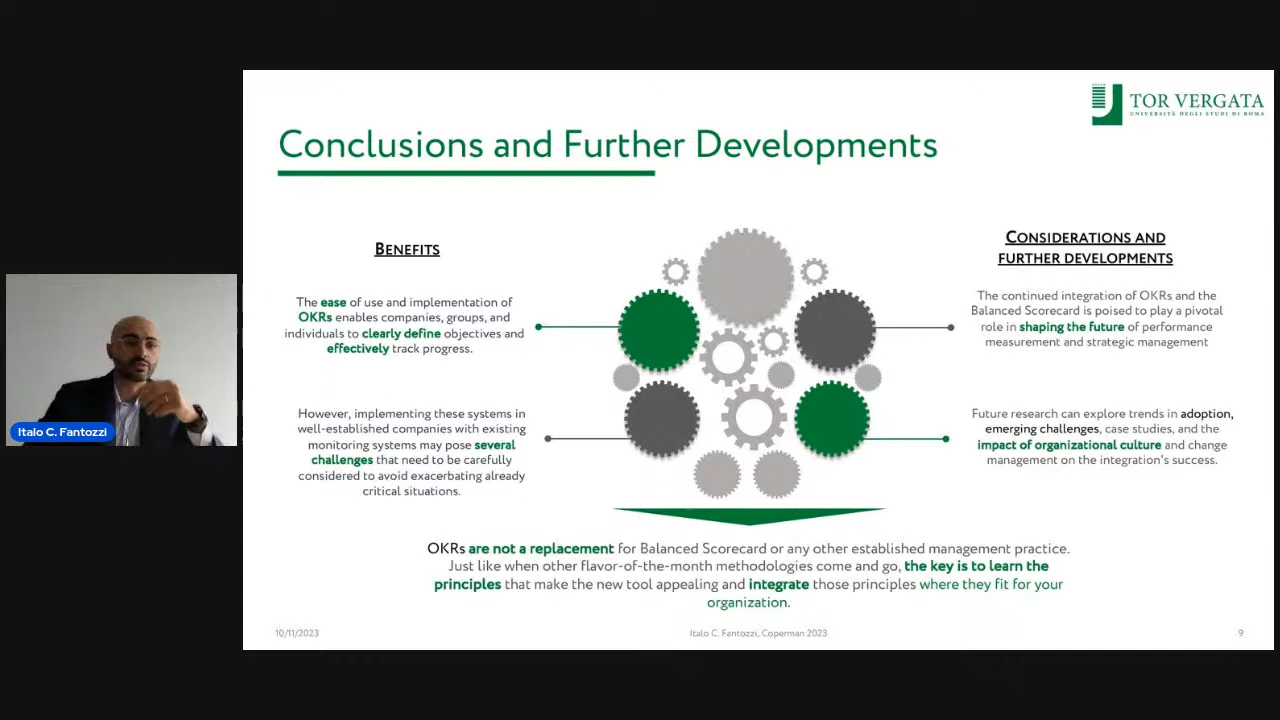 TOR VERGATA
UNIVERSITÀ DEGLI STUDI DI ROMA
Conclusions and Further Developments
BENEFITS
The ease of use and implementation of
OKRs enables companies, groups, and
individuals to clearly define objectives and
effectively track progress.
However, implementing these systems in
well-established companies with existing
monitoring systems may pose several
challenges that need to be carefully
considered to avoid exacerbating already
critical situations.
CONSIDERATIONS AND
FURTHER DEVELOPMENTS
The continued integration of OKRs and the
Balanced Scorecard is poised to play a pivotal
role in shaping the future of performance
measurement and strategic management
Future research can explore trends in adoption,
emerging challenges, case studies, and the
impact of organizational culture and change
management on the integration's success.
OKRs are not a replacement for Balanced Scorecard or any other established management practice.
Just like when other flavor-of-the-month methodologies come and go, the key is to learn the
principles that make the new tool appealing and integrate those principles where they fit for your
organization.
10/11/2023
Italo C. Fantozzi, Coperman 2023
9
Italo C. Fantozzi